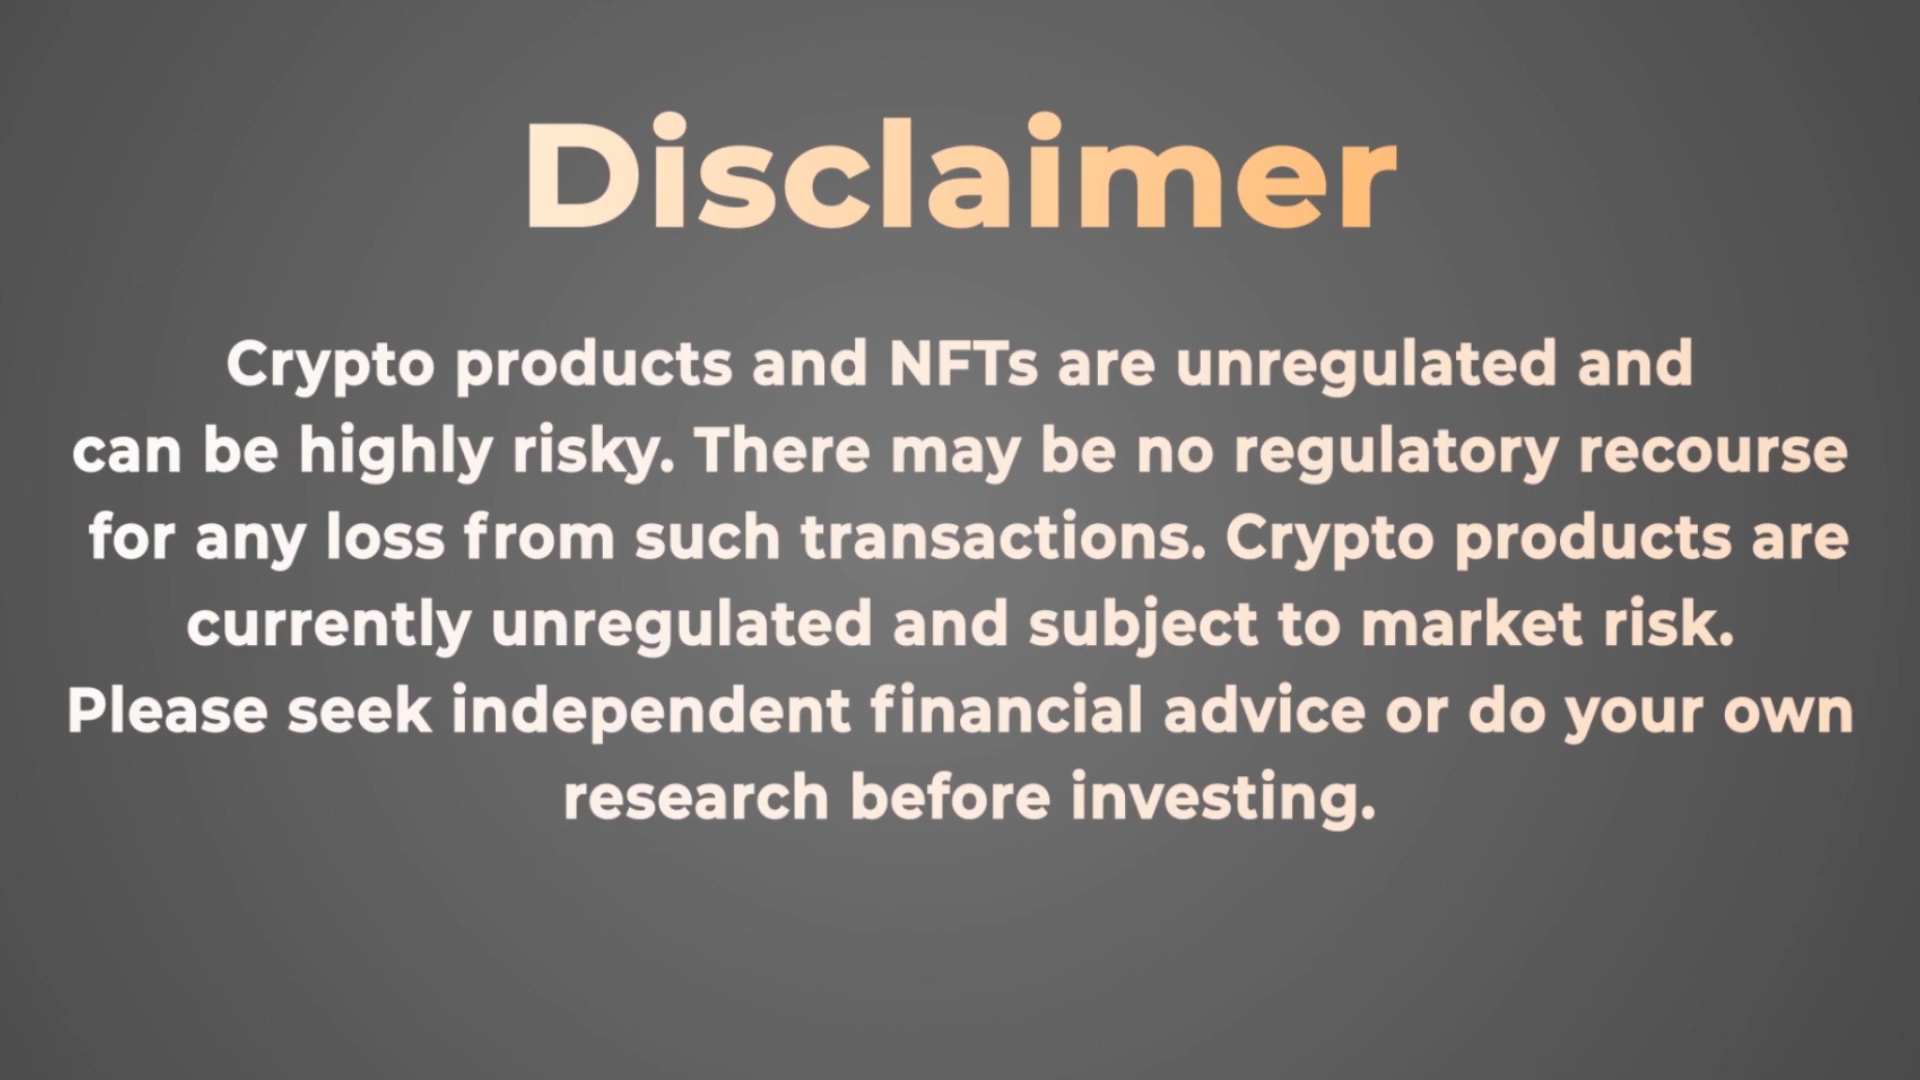 Disclaimer
Crypto products and NFTs are unregulated and
can be highly risky. There may be no regulatory recourse
for any loss from such transactions. Crypto products are
currently unregulated and subject to market risk.
Please seek independent financial advice or do your own
research before investing.